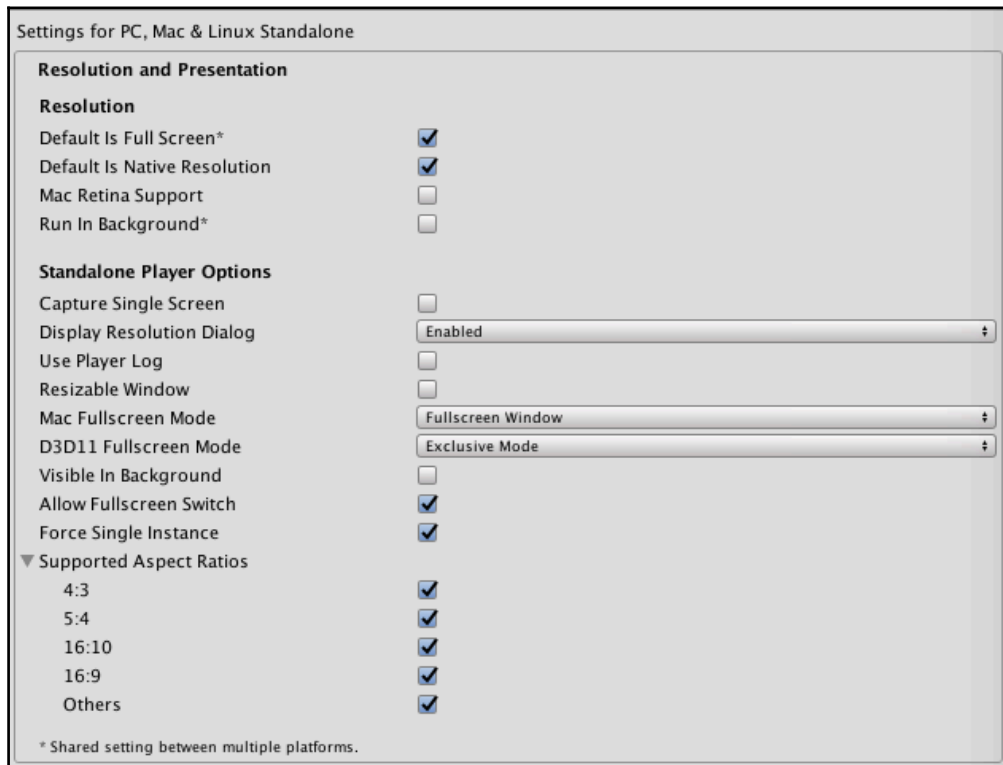 Settings for PC, Mac & Linux Standalone
Resolution and Presentation
Resolution
Default Is Full Screen*
Default Is Native Resolution
Mac Retina Support
Run In Background*
Standalone Player Options
Capture Single Screen
Display Resolution Dialog Enabled
Use Player Log
Resizable Window
Mac Fullscreen Mode Fullscreen Window
D3D11 Fullscreen Mode Exclusive Mode
Visible In Background
Allow Fullscreen Switch
Force Single Instance
Supported Aspect Ratios
4:3
5:4
16:10
16:9
Others
* Shared setting between multiple platforms.